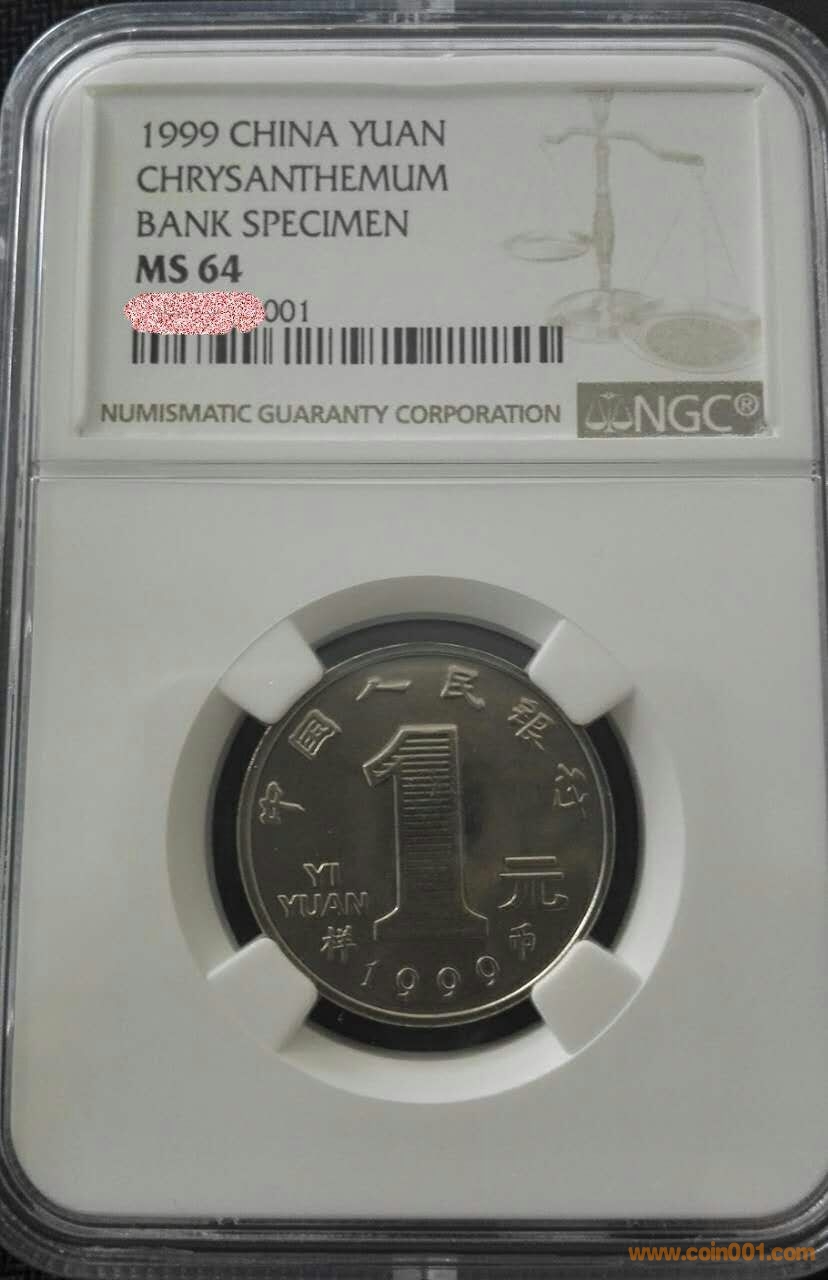 1999 CHINA YUAN
CHRYSANTHEMUM
BANK SPECIMEN
MS 64
001
NUMISMATIC GUARANTY CORPORATION
NGC®
中国人民銀行
1
YI
YUAN
元
样 币
1999
www.coin001.com